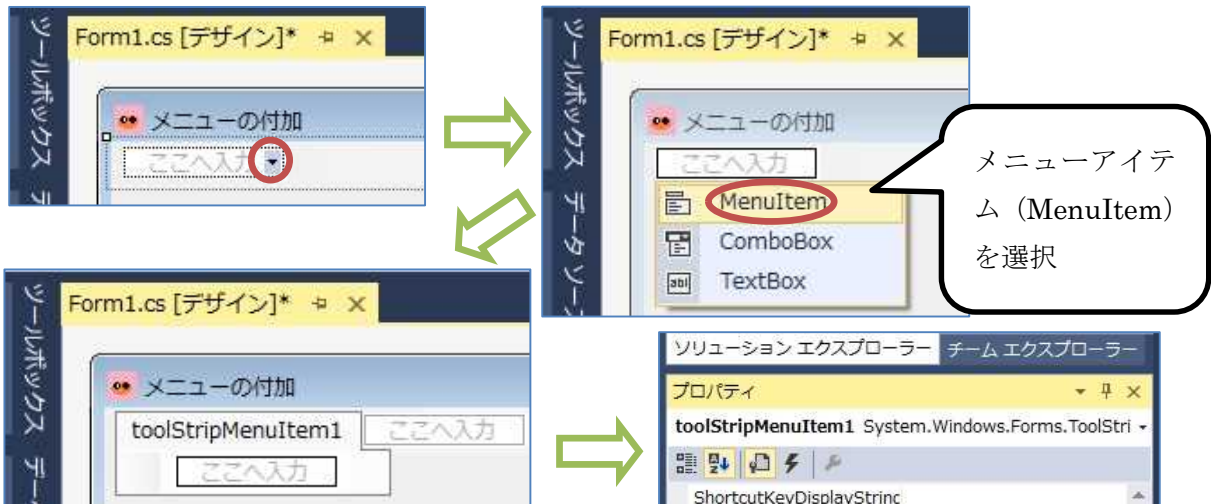 ツールボックス デ
Form1.cs [デザイン]*
メニューの付加
ここへ入力
ツールボックス データ ソース
Form1.cs [デザイン]*
メニューの付加
ここへ入力
MenuItem
ComboBox
TextBox
メニューアイテ
ム（MenuItem）
を選択
ツールボックス デー
Form1.cs [デザイン]*
メニューの付加
toolStripMenuItem1 ここへ入力
ここへ入力
ソリューション エクスプローラー チーム エクスプローラー
プロパティ
toolStripMenuItem1 System.Windows.Forms.ToolStri
ShortcutKeyDisplayString